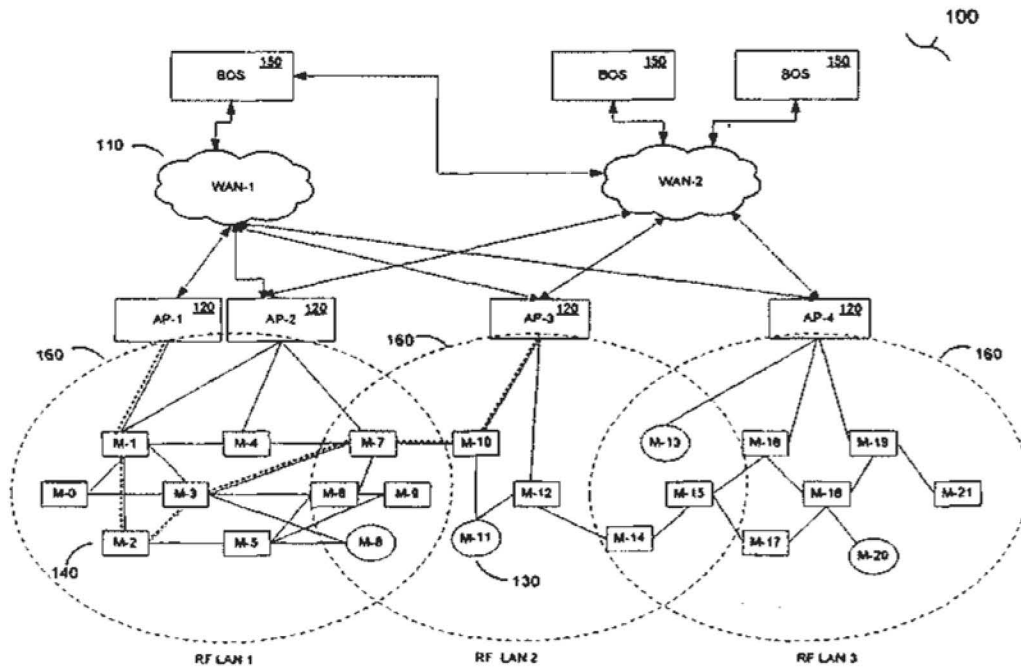 100
150 150 150
BOS BOS BOS
110
WAN-1 WAN-2
120 120 120 120
AP-1 AP-2 AP-3 AP-4
160 160 160
M-1 M-4 M-7 M-10 M-13 M-16 M-19
M-0 M-3 M-6 M-9 M-12 M-15 M-18 M-21
M-2 M-5 M-8 M-11 M-14 M-17 M-20
140 130
RF LAN 1 RF LAN 2 RF LAN 3